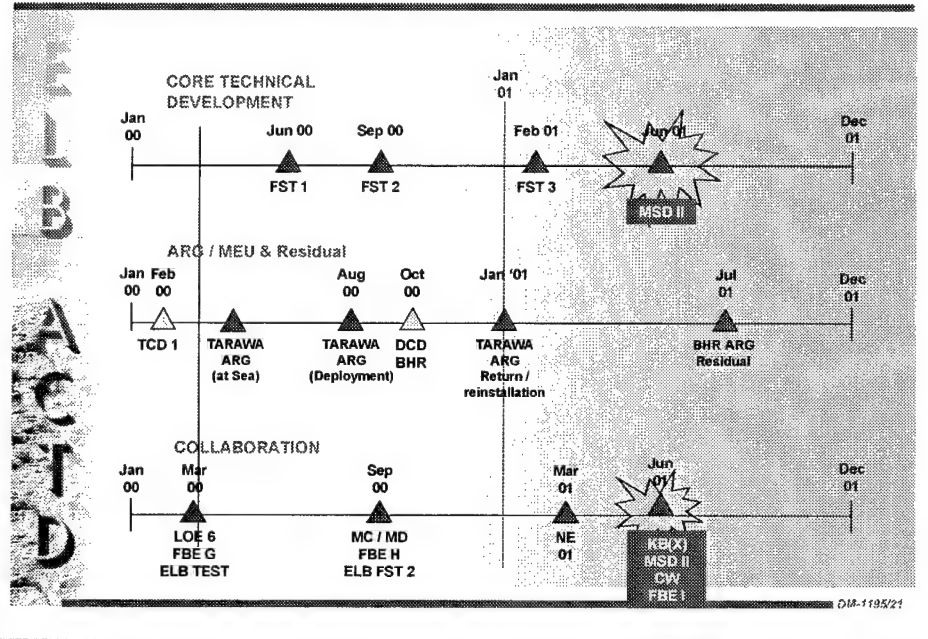 ELB ACTD
CORE TECHNICAL
DEVELOPMENT
Jan
00
Jun 00
Sep 00
Jan
01
Feb 01
Jun 01
Dec
01
FST 1
FST 2
FST 3
MSD II
ARG / MEU & Residual
Jan
00
Feb
00
Aug
00
Oct
00
Jan '01
Jul
01
Dec
01
TCD 1
TARAWA
ARG
(at Sea)
TARAWA
ARG
(Deployment)
DCD
BHR
TARAWA
ARG
Return /
reinstallation
BHR ARG
Residual
COLLABORATION
Jan
00
Mar
00
Sep
00
Mar
01
Jun
01
Dec
01
LOE 6
FBE G
ELB TEST
MC / MD
FBE H
ELB FST 2
NE
01
KB(X)
MSD II
CW
FBE I
DM-1195/21